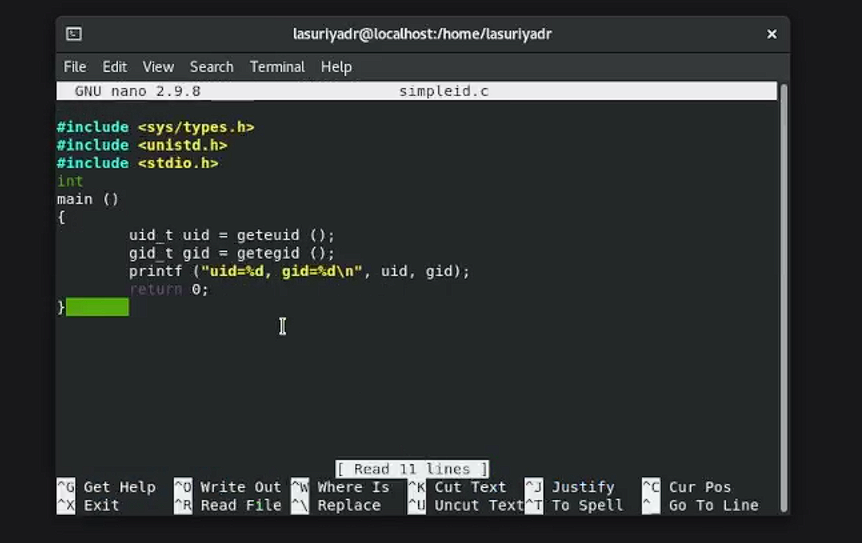 lasuriyadr@localhost:/home/lasuriyadr ×
File Edit View Search Terminal Help
GNU nano 2.9.8 simpleid.c
#include <sys/types.h>
#include <unistd.h>
#include <stdio.h>
int
main ()
{
uid_t uid = geteuid ();
gid_t gid = getegid ();
printf ("uid=%d, gid=%d\n", uid, gid);
return 0;
}
[ Read 11 lines ]
^G Get Help ^O Write Out ^W Where Is ^K Cut Text ^J Justify ^C Cur Pos
^X Exit ^R Read File ^\ Replace ^U Uncut Text ^T To Spell ^_ Go To Line